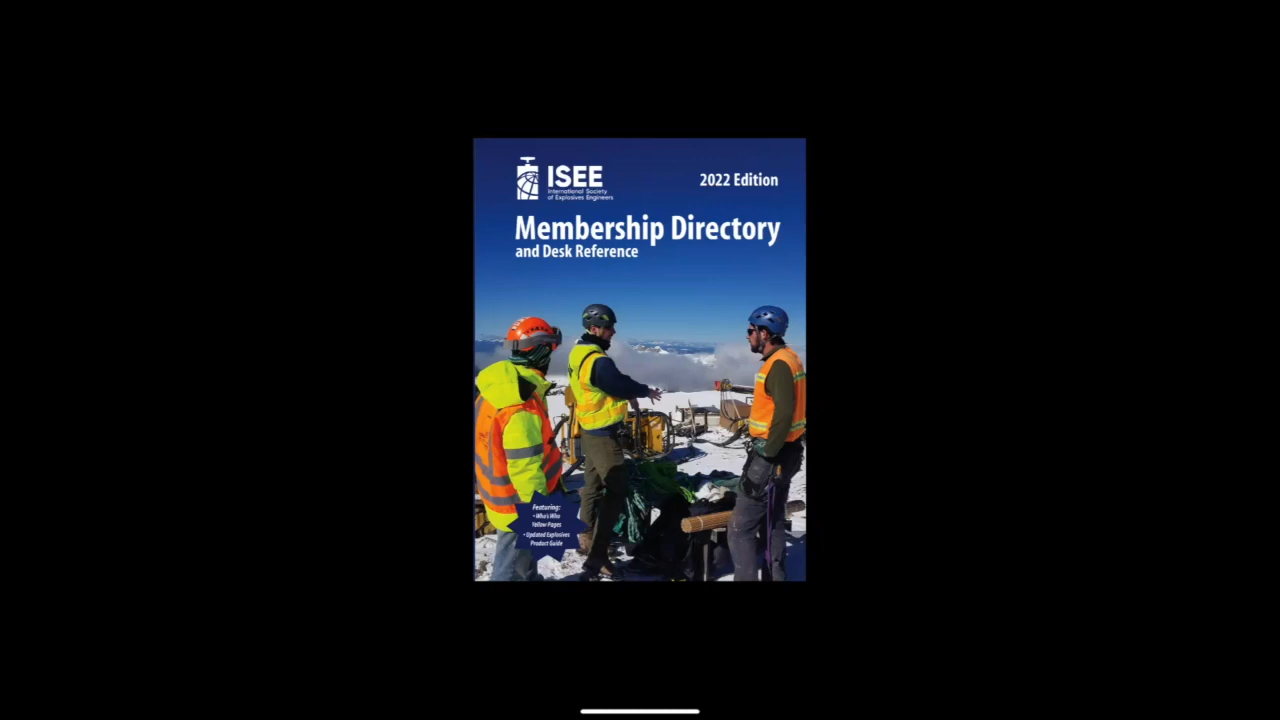 ISEE
International Society
of Explosives Engineers
2022 Edition
Membership Directory
and Desk Reference
Featuring:
• Who's Who
Yellow Pages
• Updated Explosives
Product Guide